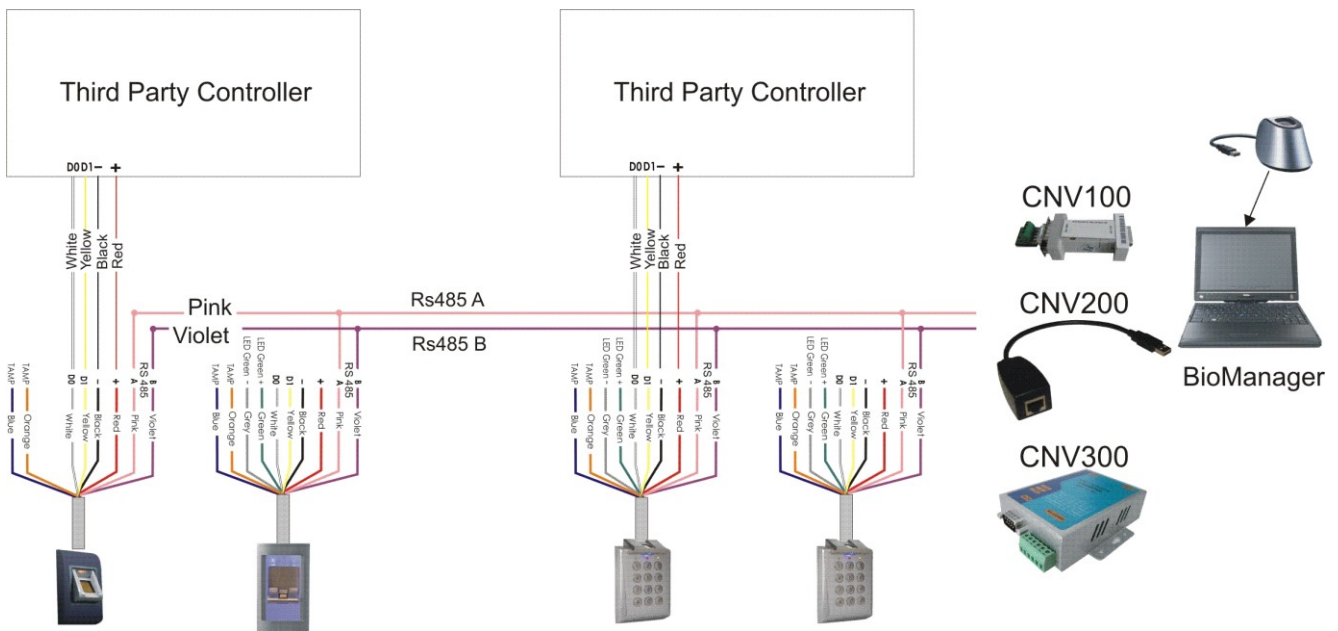 Third Party Controller
D0 D1 - +
White
Yellow
Black
Red
Third Party Controller
D0 D1 - +
White
Yellow
Black
Red
Pink
Rs485 A
Violet
Rs485 B
TAMP
TAMP
D0
D1
-
+
A
B
RS 485
Blue
Orange
White
Yellow
Black
Red
Pink
Violet
TAMP
TAMP
LED Green -
LED Green +
D0
D1
-
+
A
B
RS 485
Blue
Orange
Grey
Green
White
Yellow
Black
Red
Pink
Violet
TAMP
TAMP
LED Green -
LED Green +
D0
D1
-
+
A
B
RS 485
Blue
Orange
Grey
Green
White
Yellow
Black
Red
Pink
Violet
TAMP
TAMP
LED Green -
LED Green +
D0
D1
-
+
A
B
RS 485
Blue
Orange
Grey
Green
White
Yellow
Black
Red
Pink
Violet
CNV100
CNV200
CNV300
BioManager